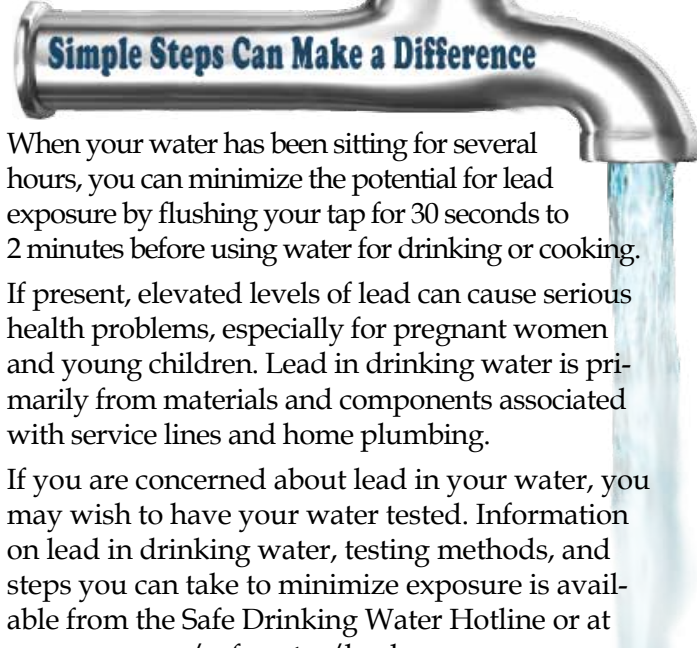 Simple Steps Can Make a Difference
When your water has been sitting for several
hours, you can minimize the potential for lead
exposure by flushing your tap for 30 seconds to
2 minutes before using water for drinking or cooking.
If present, elevated levels of lead can cause serious
health problems, especially for pregnant women
and young children. Lead in drinking water is pri-
marily from materials and components associated
with service lines and home plumbing.
If you are concerned about lead in your water, you
may wish to have your water tested. Information
on lead in drinking water, testing methods, and
steps you can take to minimize exposure is avail-
able from the Safe Drinking Water Hotline or at